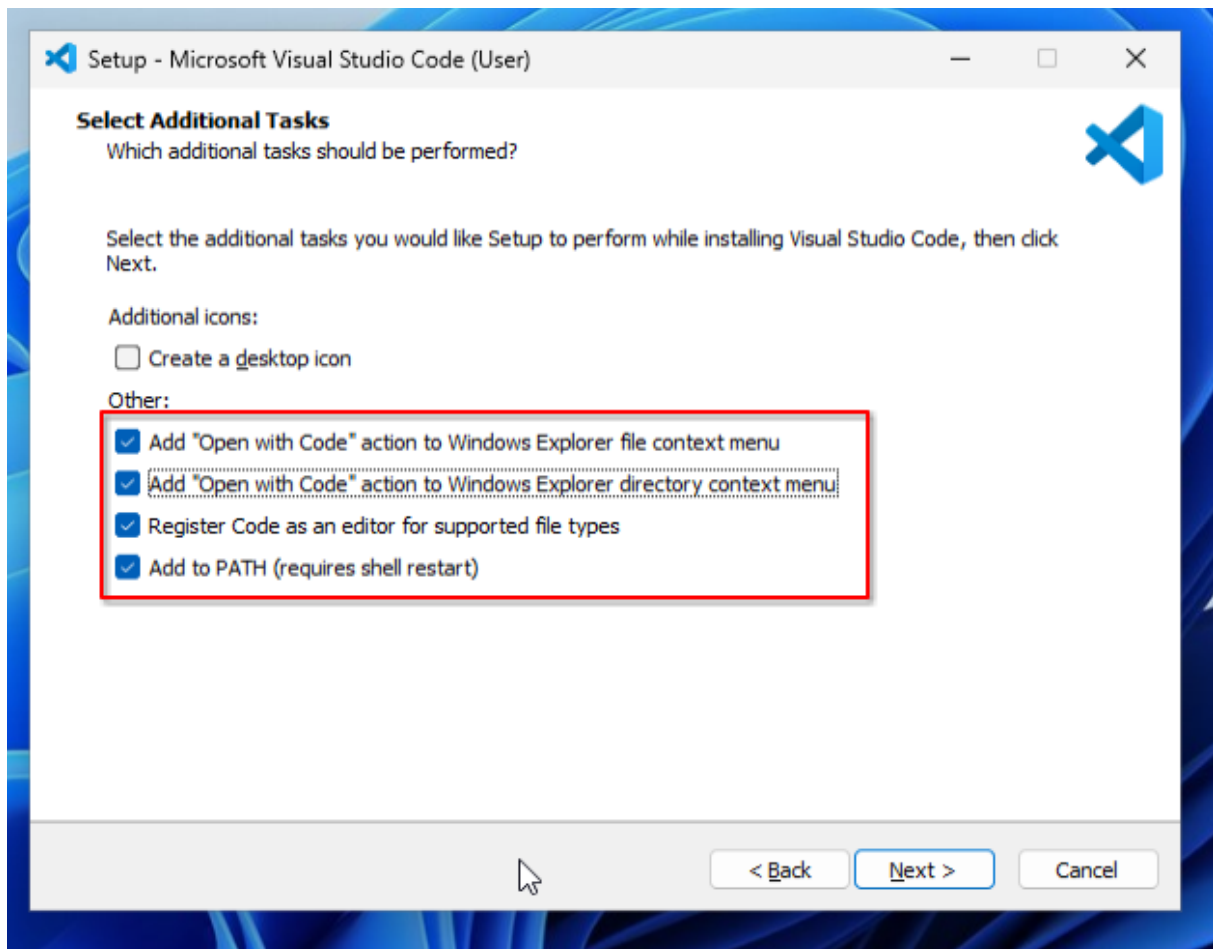 Setup - Microsoft Visual Studio Code (User)
Select Additional Tasks
Which additional tasks should be performed?
Select the additional tasks you would like Setup to perform while installing Visual Studio Code, then click
Next.
Additional icons:
Create a desktop icon
Other:
Add "Open with Code" action to Windows Explorer file context menu
Add "Open with Code" action to Windows Explorer directory context menu
Register Code as an editor for supported file types
Add to PATH (requires shell restart)
< Back Next > Cancel